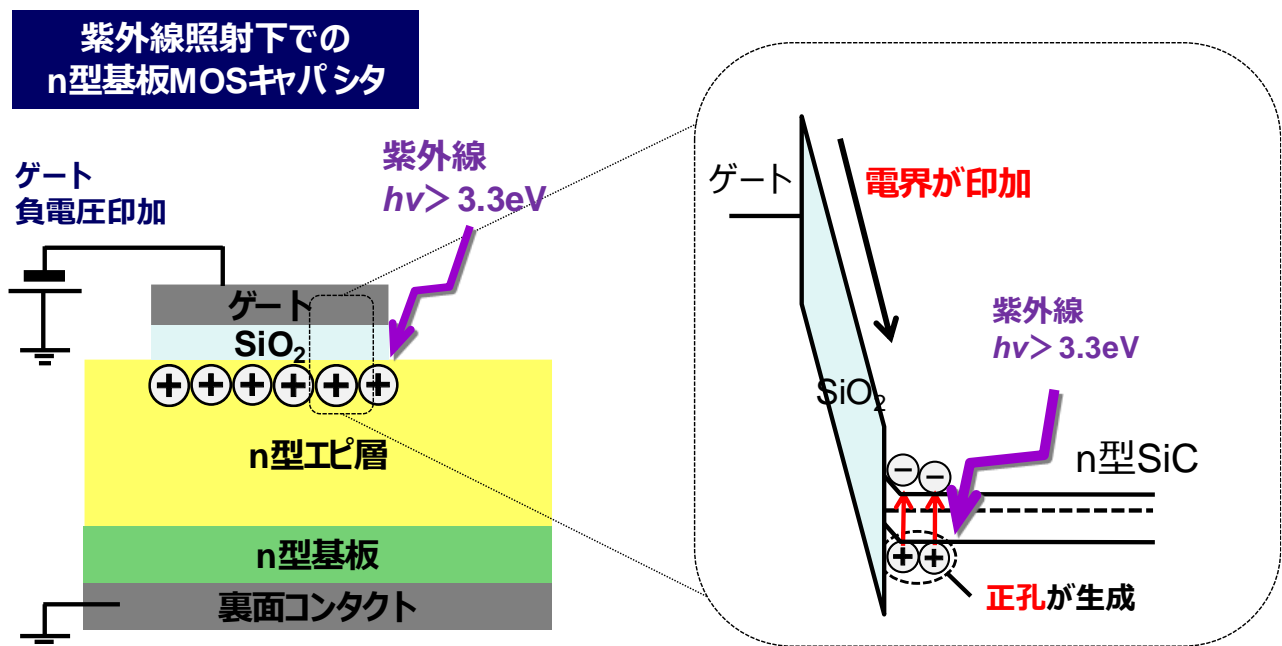 紫外線照射下での
n型基板MOSキャパシタ
ゲート
負電圧印加
紫外線
hν＞3.3eV
ゲート
SiO₂
n型エピ層
n型基板
裏面コンタクト
ゲート
電界が印加
紫外線
hν＞3.3eV
SiO₂
n型SiC
正孔が生成